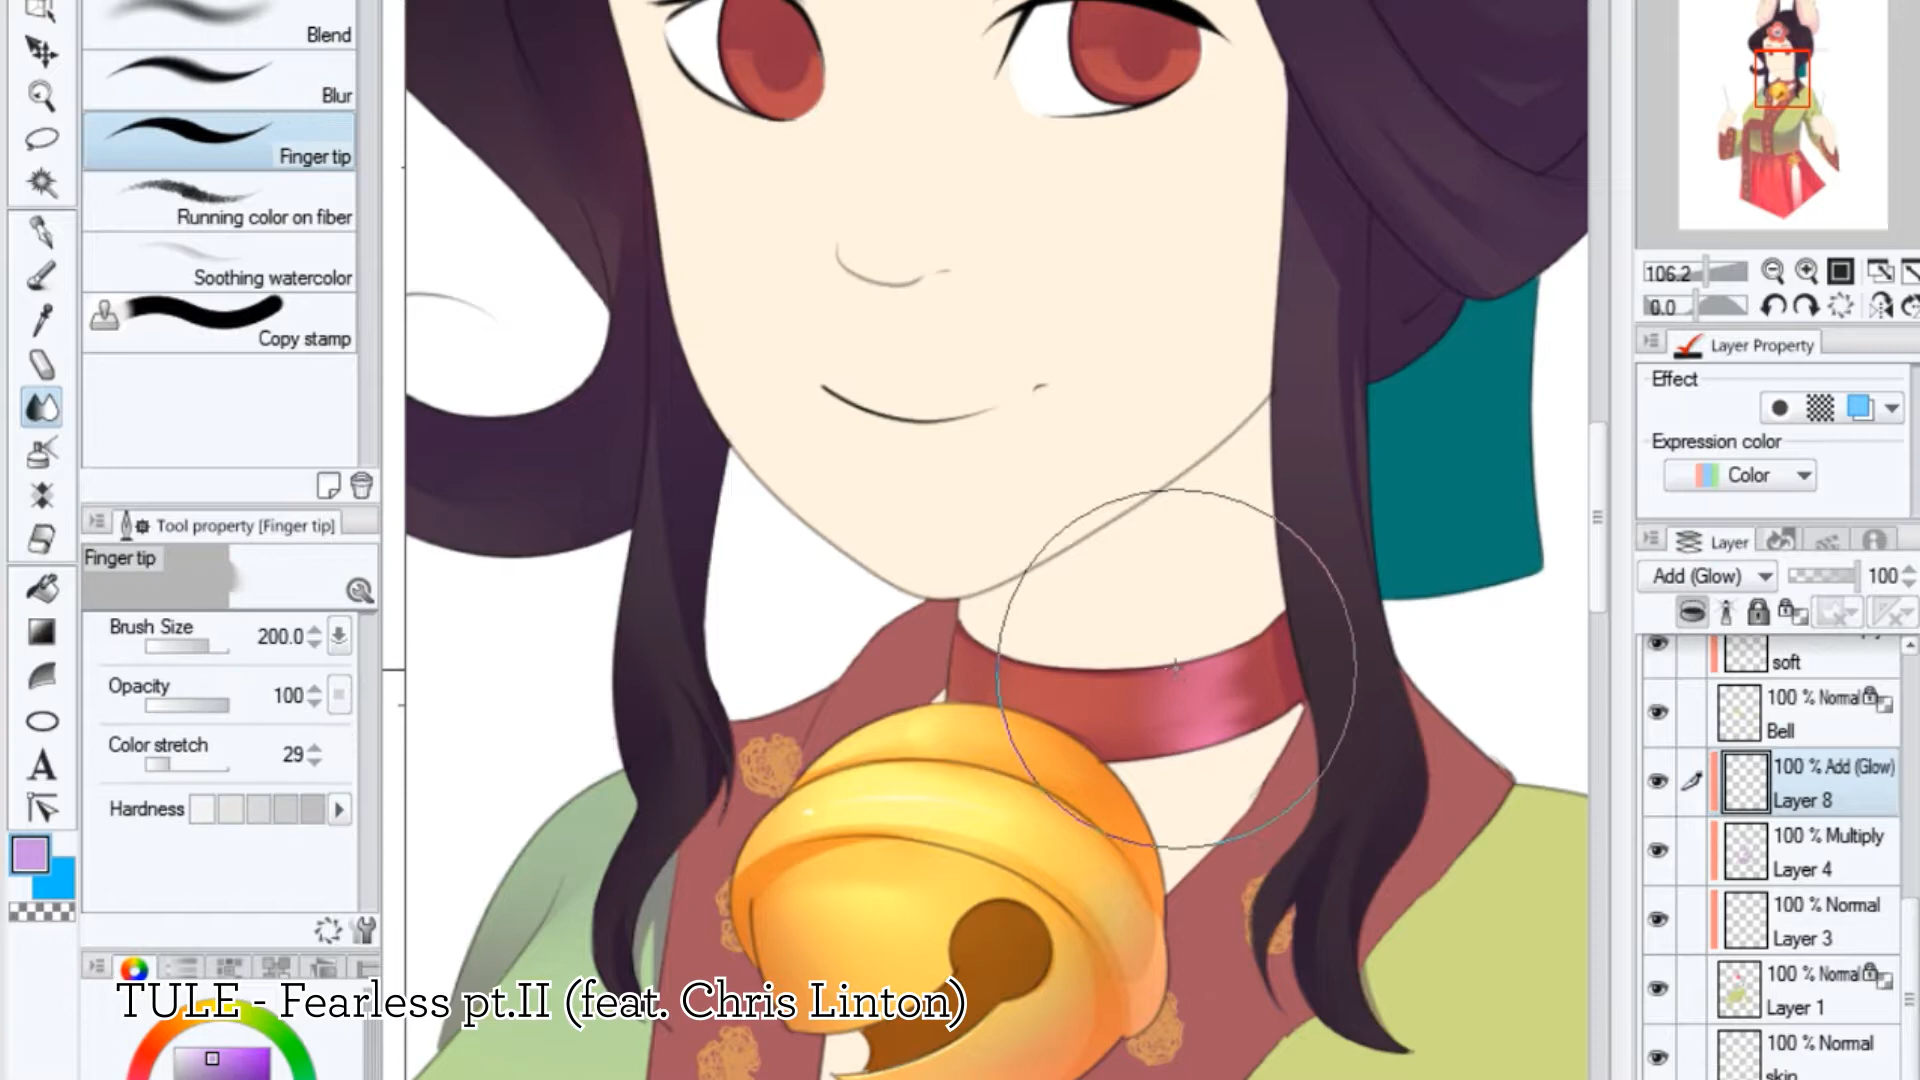 Blend
Blur
Finger tip
Running color on fiber
Soothing watercolor
Copy stamp
Tool property [Finger tip]
Finger tip
Brush Size 200.0
Opacity 100
Color stretch 29
Hardness
TULE - Fearless pt.II (feat. Chris Linton)
106.2
0.0
Layer Property
Effect
Expression color
Color
Layer
Add (Glow) 100
soft
100 % Normal
Bell
100 % Add (Glow)
Layer 8
100 % Multiply
Layer 4
100 % Normal
Layer 3
100 % Normal
Layer 1
100 % Normal
skin
A